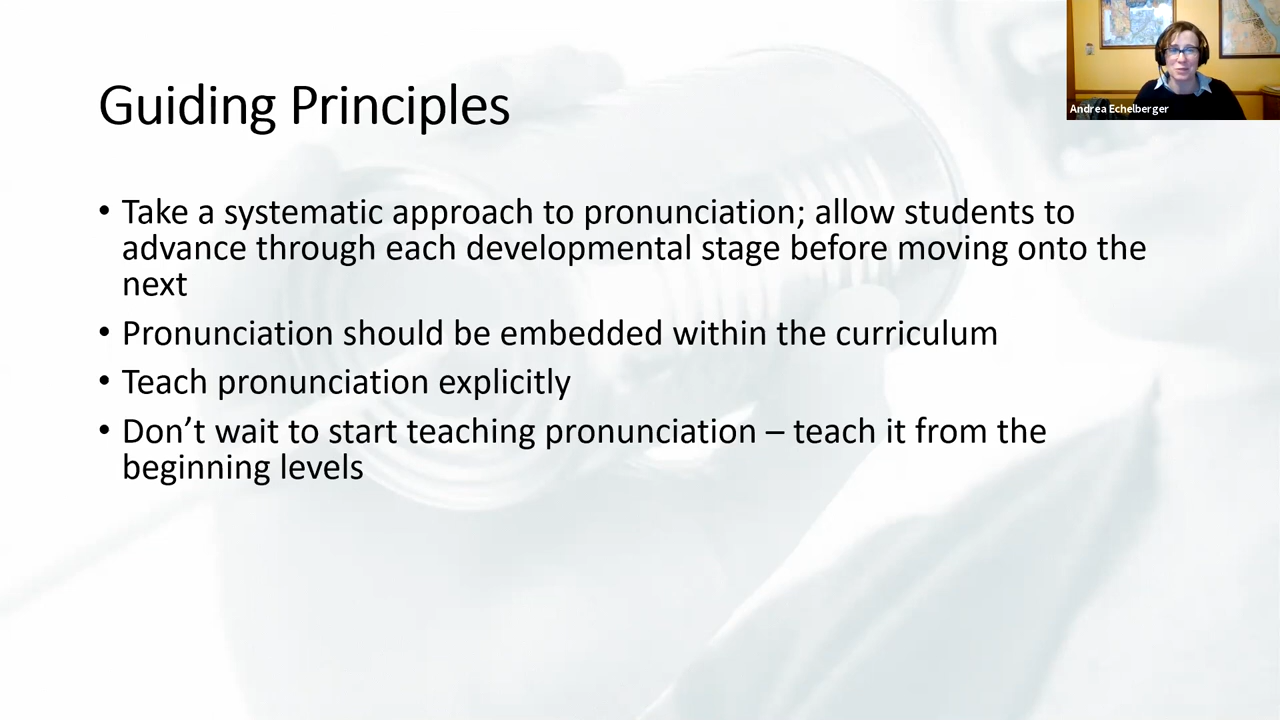 Andrea Echelberger
Guiding Principles
• Take a systematic approach to pronunciation; allow students to
advance through each developmental stage before moving onto the
next
• Pronunciation should be embedded within the curriculum
• Teach pronunciation explicitly
• Don’t wait to start teaching pronunciation – teach it from the
beginning levels